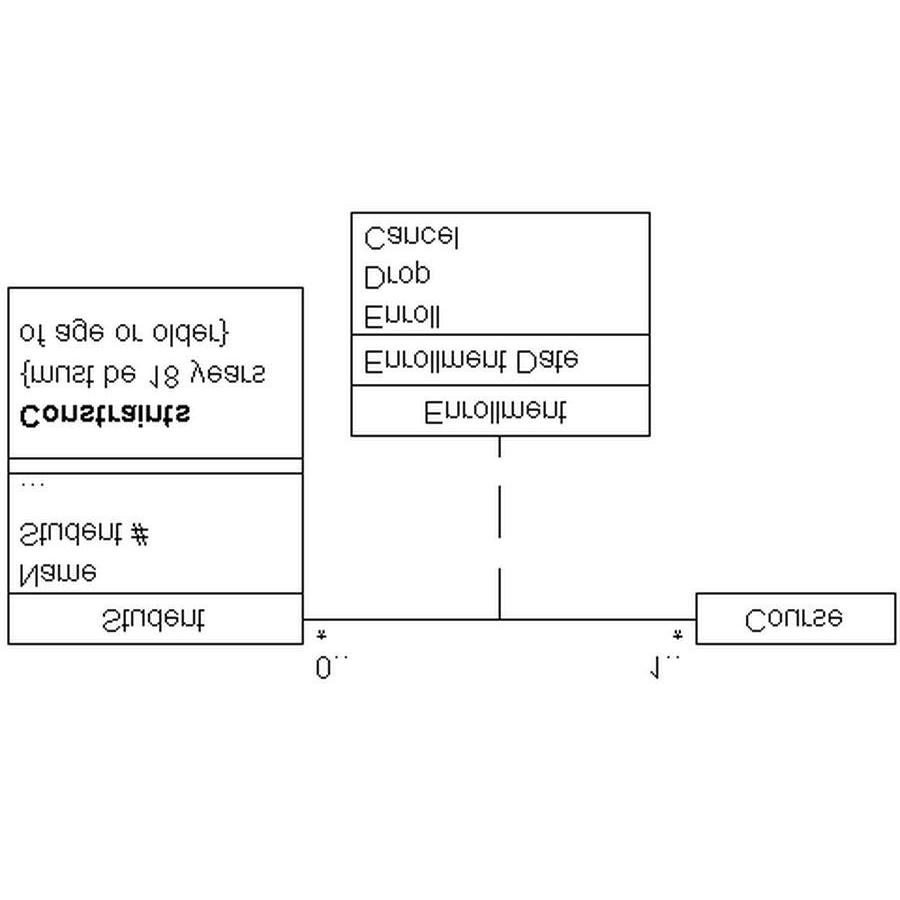 0..
*
1..
*
Student
Name
Student #
...
Constraints
{must be 18 years
of age or older}
Course
Enrollment
Enrollment Date
Enroll
Drop
Cancel